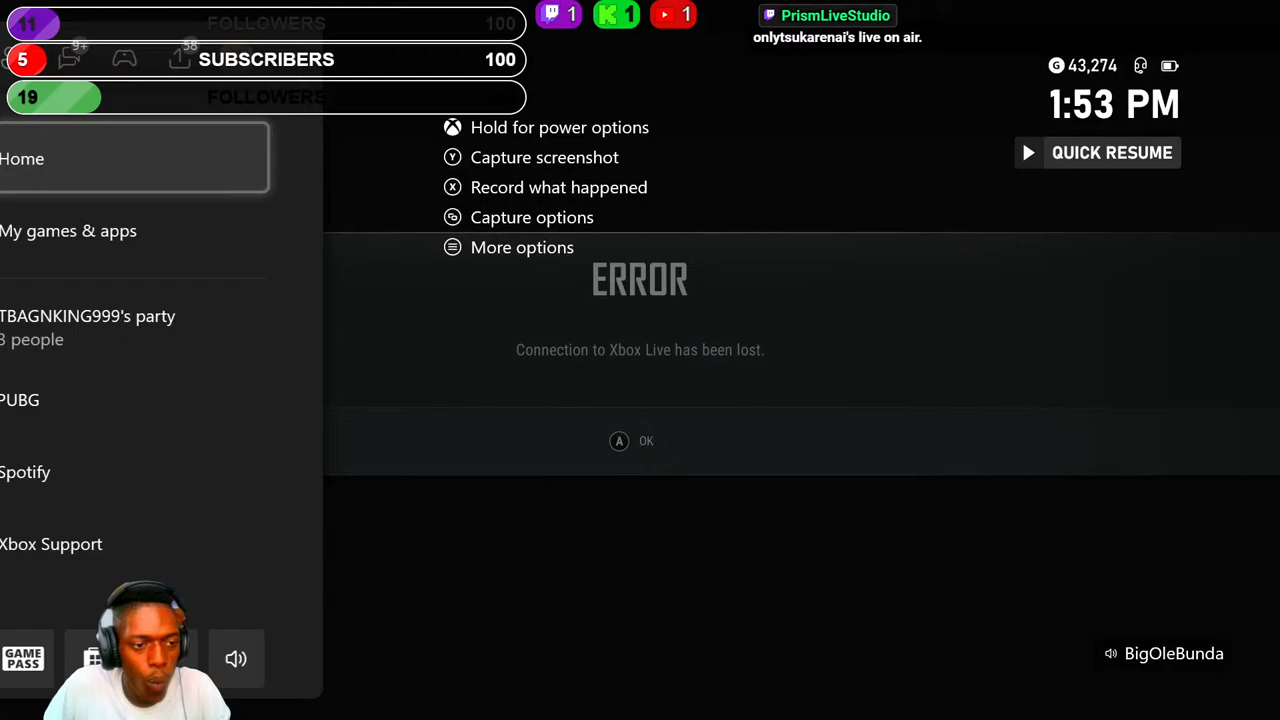 11 FOLLOWERS 100
9+
58
5 SUBSCRIBERS 100
19 FOLLOWERS
1
K 1
1
PrismLiveStudio
onlytsukarenai's live on air.
G 43,274
1:53 PM
QUICK RESUME
Home
My games & apps
TBAGNKING999's party
3 people
PUBG
Spotify
Xbox Support
GAME
PASS
Hold for power options
Y Capture screenshot
X Record what happened
Capture options
More options
ERROR
Connection to Xbox Live has been lost.
A OK
BigOleBunda